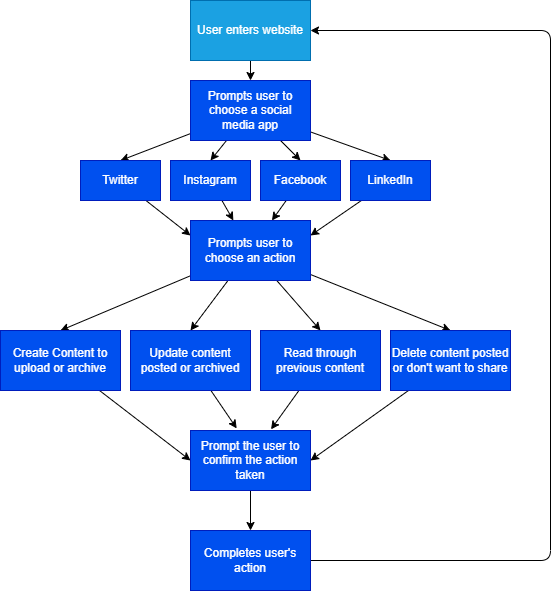 User enters website
Prompts user to
choose a social
media app
Twitter
Instagram
Facebook
LinkedIn
Prompts user to
choose an action
Create Content to
upload or archive
Update content
posted or archived
Read through
previous content
Delete content posted
or don't want to share
Prompt the user to
confirm the action
taken
Completes user's
action